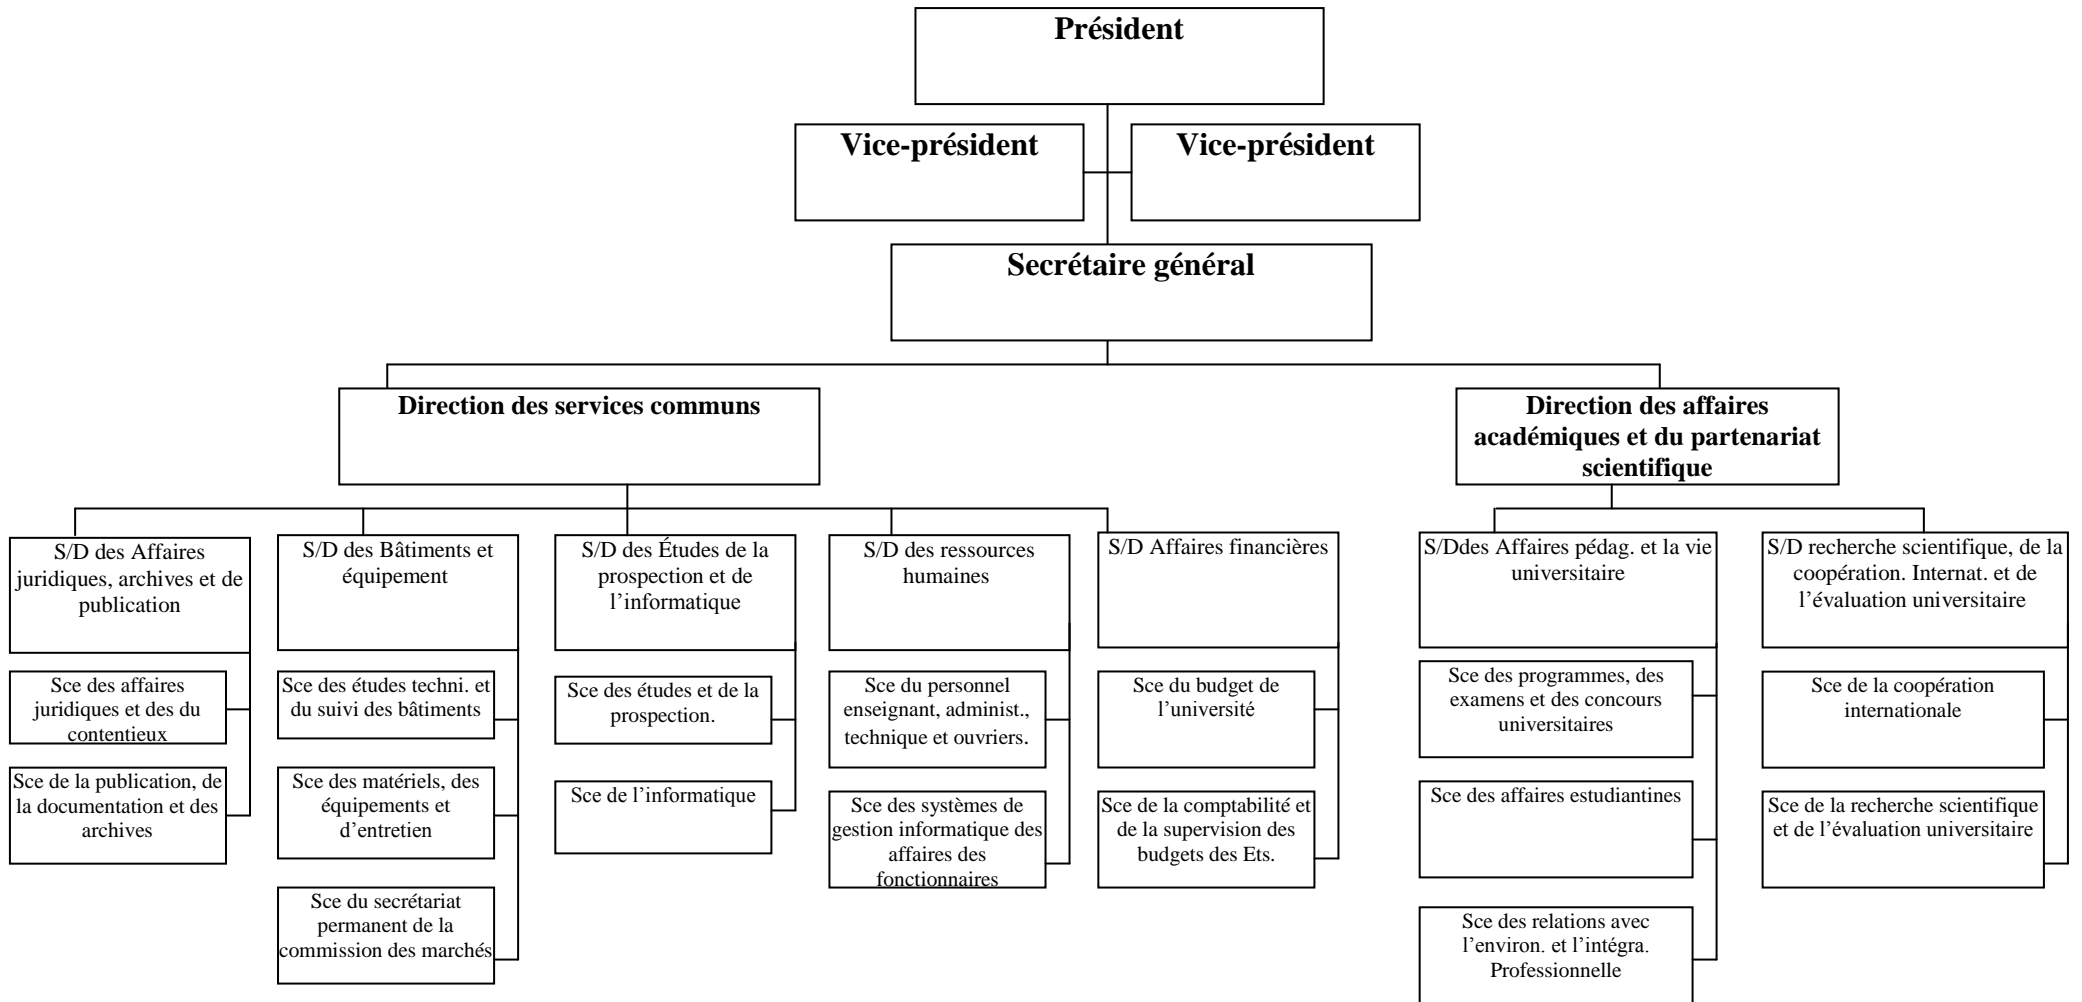 Président
Vice-président
Vice-président
Secrétaire général
Direction des services communs
Direction des affaires
académiques et du partenariat
scientifique
S/D des Affaires
juridiques, archives et de
publication
S/D des Bâtiments et
équipement
S/D des Études de la
prospection et de
l’informatique
S/D des ressources
humaines
S/D Affaires financières
S/Ddes Affaires pédag. et la vie
universitaire
S/D recherche scientifique, de la
coopération. Internat. et de
l’évaluation universitaire
Sce des affaires
juridiques et des du
contentieux
Sce des études techni. et
du suivi des bâtiments
Sce des études et de la
prospection.
Sce du personnel
enseignant, administ.,
technique et ouvriers.
Sce du budget de
l’université
Sce des programmes, des
examens et des concours
universitaires
Sce de la coopération
internationale
Sce de la publication, de
la documentation et des
archives
Sce des matériels, des
équipements et
d’entretien
Sce de l’informatique
Sce des systèmes de
gestion informatique des
affaires des
fonctionnaires
Sce de la comptabilité et
de la supervision des
budgets des Ets.
Sce des affaires estudiantines
Sce de la recherche scientifique
et de l’évaluation universitaire
Sce du secrétariat
permanent de la
commission des marchés
Sce des relations avec
l’environ. et l’intégra.
Professionnelle